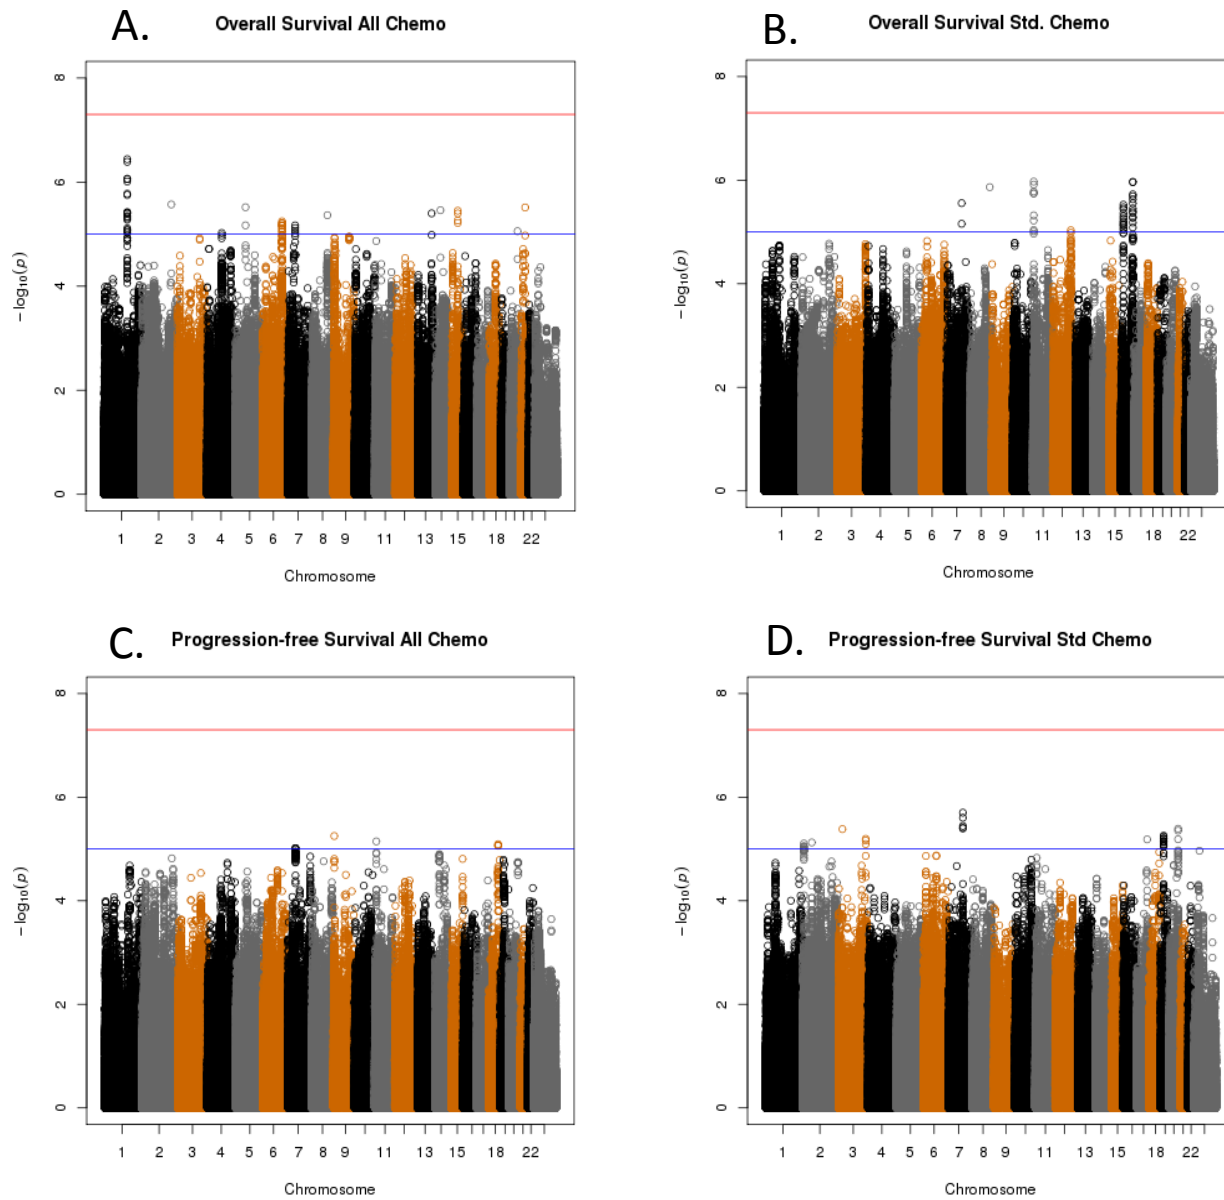 A. Overall Survival All Chemo
8
6
4
2
0
− log10(p)
1 2 3 4 5 6 7 8 9 11 13 15 18 22
Chromosome
B. Overall Survival Std. Chemo
8
6
4
2
0
− log10(p)
1 2 3 4 5 6 7 8 9 11 13 15 18 22
Chromosome
C. Progression-free Survival All Chemo
8
6
4
2
0
− log10(p)
1 2 3 4 5 6 7 8 9 11 13 15 18 22
Chromosome
D. Progression-free Survival Std Chemo
8
6
4
2
0
− log10(p)
1 2 3 4 5 6 7 8 9 11 13 15 18 22
Chromosome